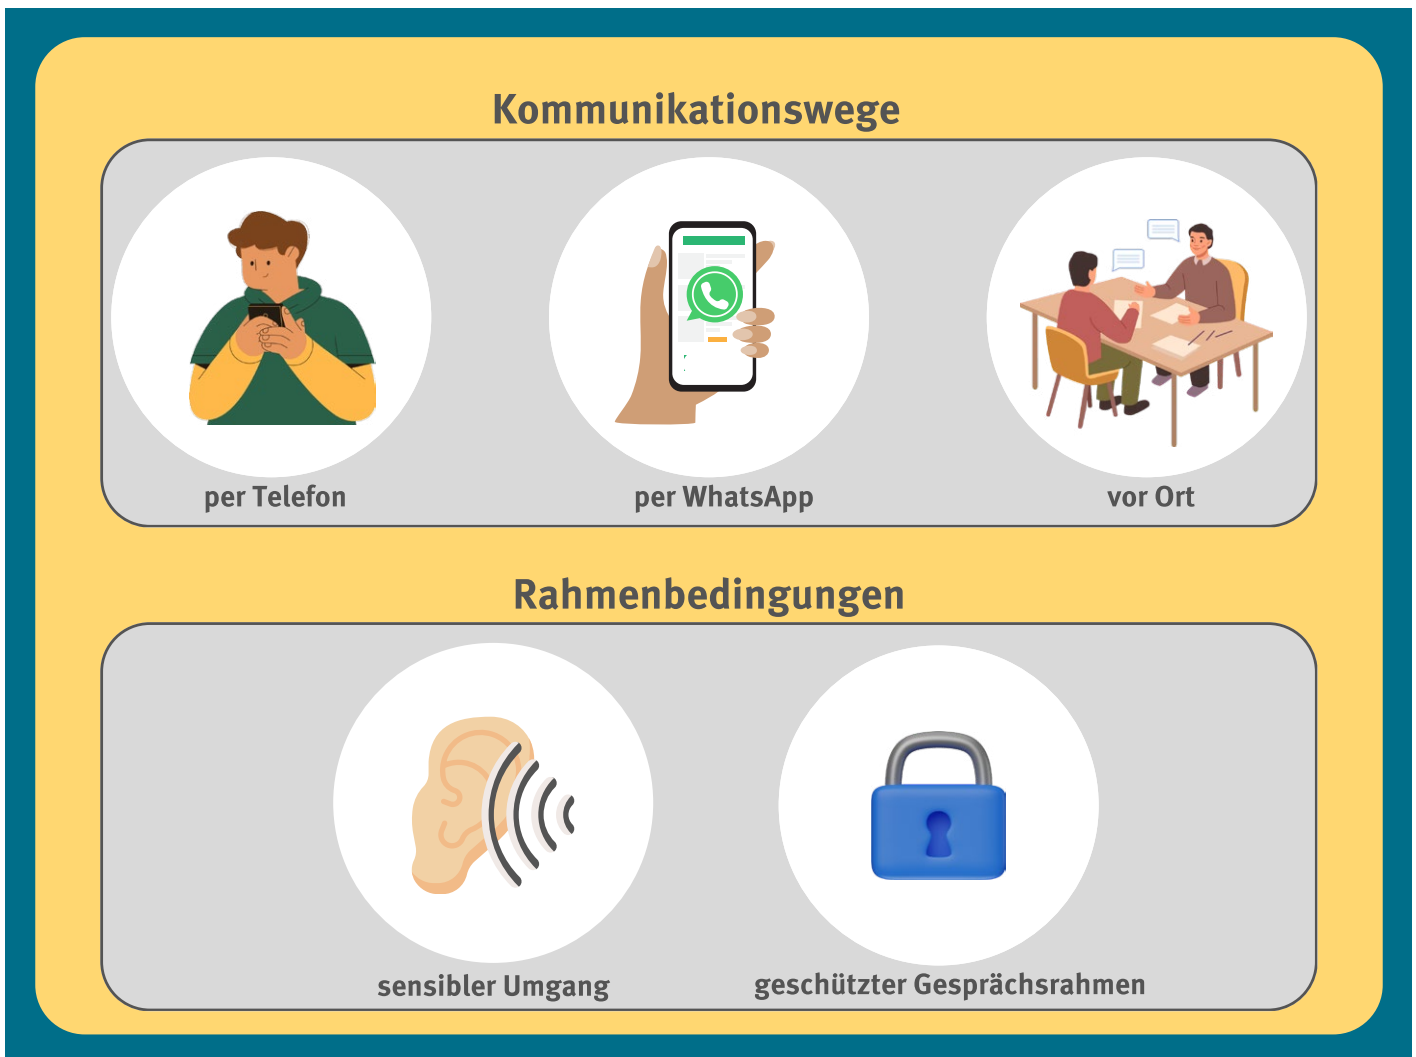 Kommunikationswege
per Telefon
per WhatsApp
vor Ort
Rahmenbedingungen
sensibler Umgang
geschützter Gesprächsrahmen